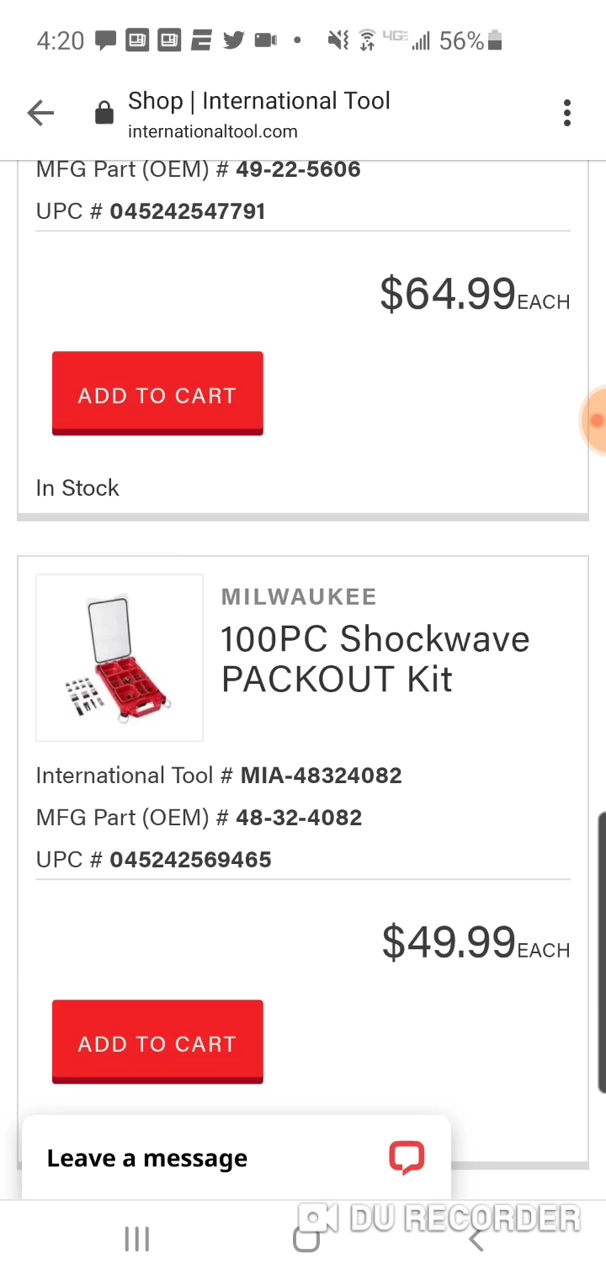 4:20
4GE
56%
Shop | International Tool
internationaltool.com
MFG Part (OEM) # 49-22-5606
UPC # 045242547791
$64.99EACH
ADD TO CART
In Stock
MILWAUKEE
100PC Shockwave
PACKOUT Kit
International Tool # MIA-48324082
MFG Part (OEM) # 48-32-4082
UPC # 045242569465
$49.99EACH
ADD TO CART
Leave a message
DU RECORDER